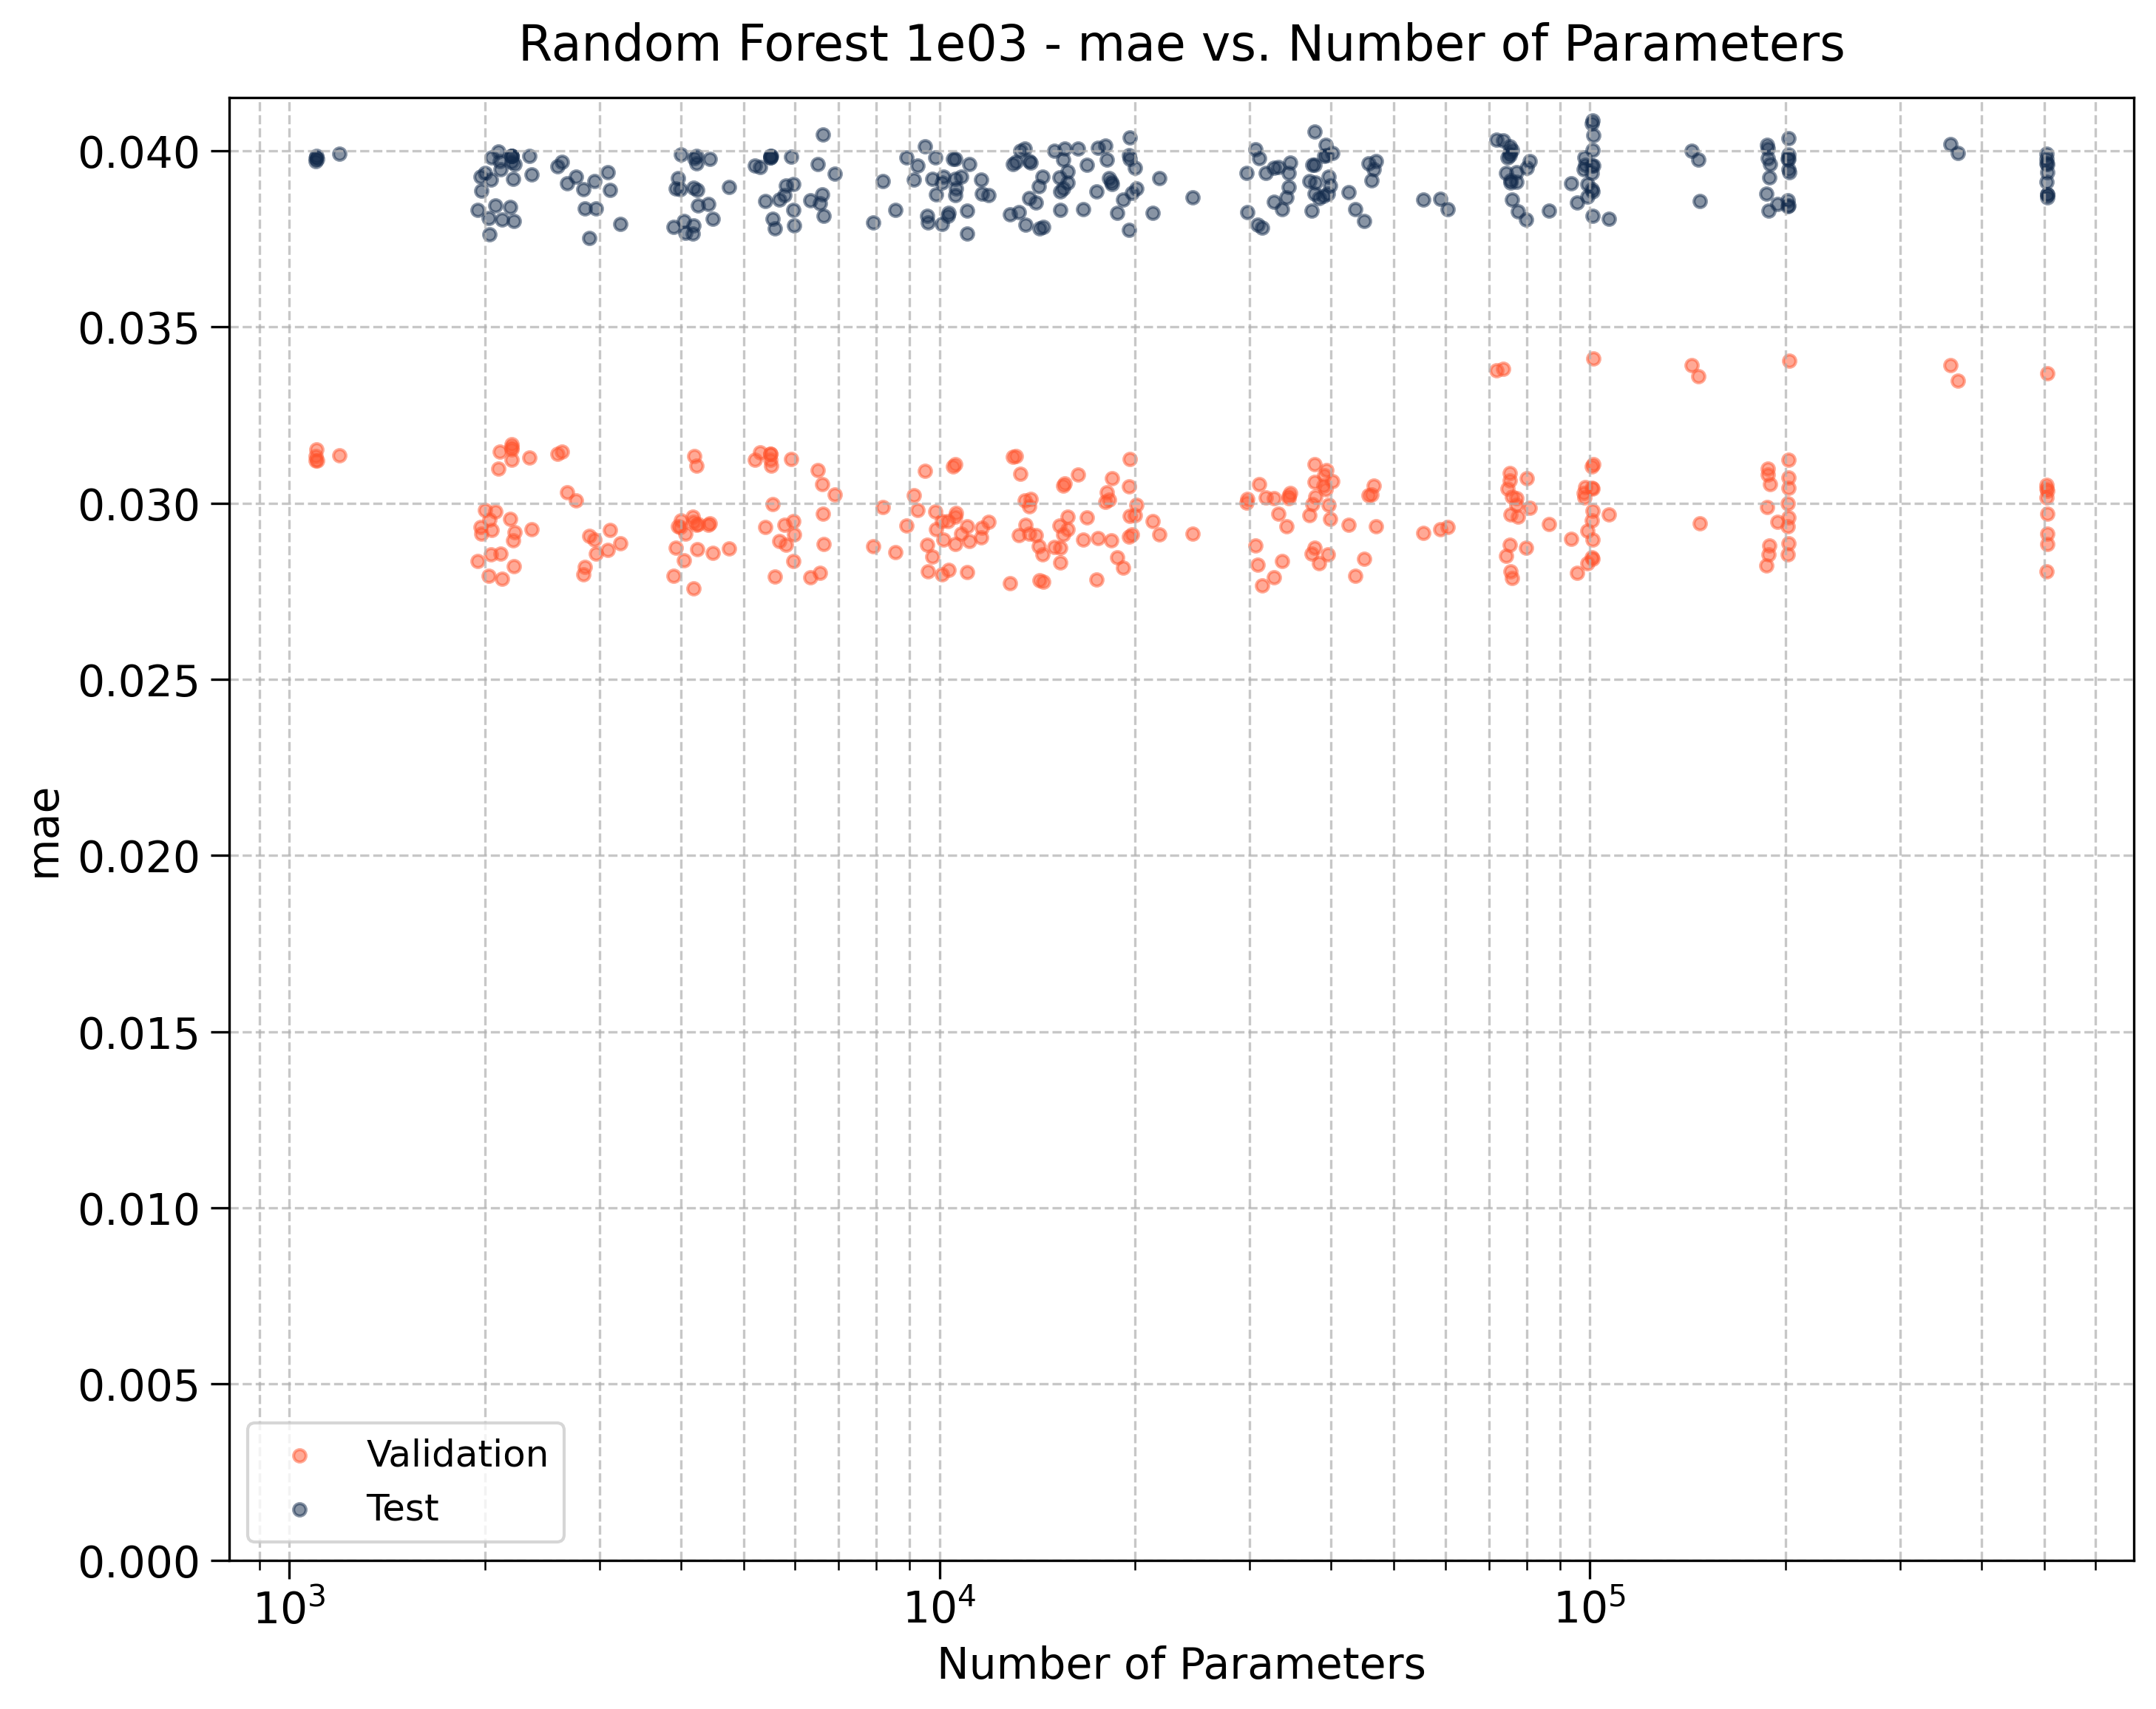 Random Forest 1e03 - mae vs. Number of Parameters
mae
0.040
0.035
0.030
0.025
0.020
0.015
0.010
0.005
0.000
Validation
Test
10³
10⁴
10⁵
Number of Parameters